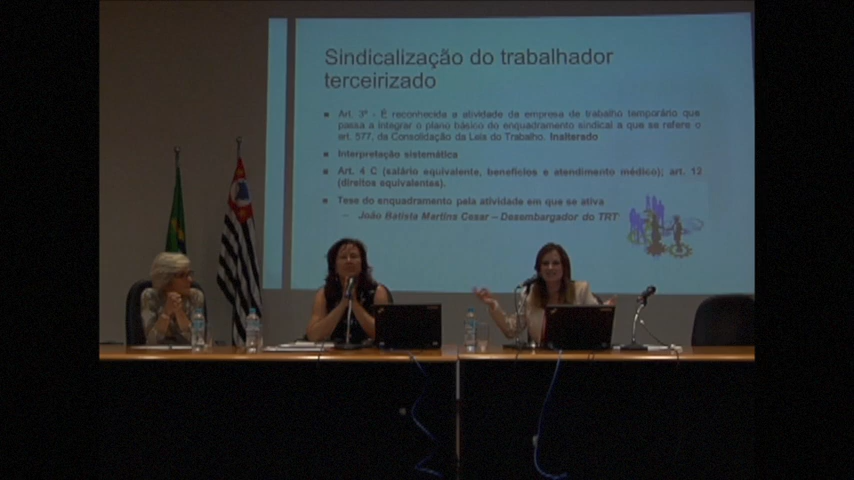 Sindicalização do trabalhador
terceirizado
Art. 3º - É reconhecida a atividade da empresa de trabalho temporário que
passa a integrar o plano básico do enquadramento sindical a que se refere o
art. 577, da Consolidação da Leis do Trabalho. Inalterado
Interpretação sistemática
Art. 4 C (salário equivalente, benefícios e atendimento médico); art. 12
(direitos equivalentes).
Tese do enquadramento pela atividade em que se ativa
– João Batista Martins Cesar – Desembargador do TRT